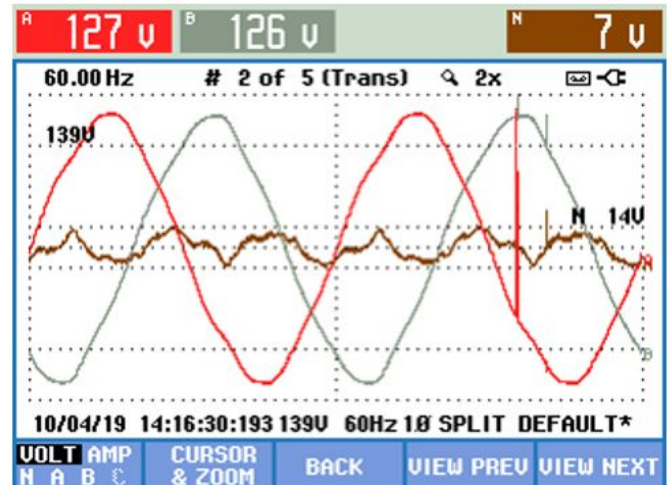 A 127 V B 126 V N 7 V
60.00 Hz # 2 of 5 (Trans) 2x
139V
N 14V
10/04/19 14:16:30:193 139V 60Hz 1Ø SPLIT DEFAULT*
VOLT AMP CURSOR BACK VIEW PREV VIEW NEXT
N A B C & ZOOM